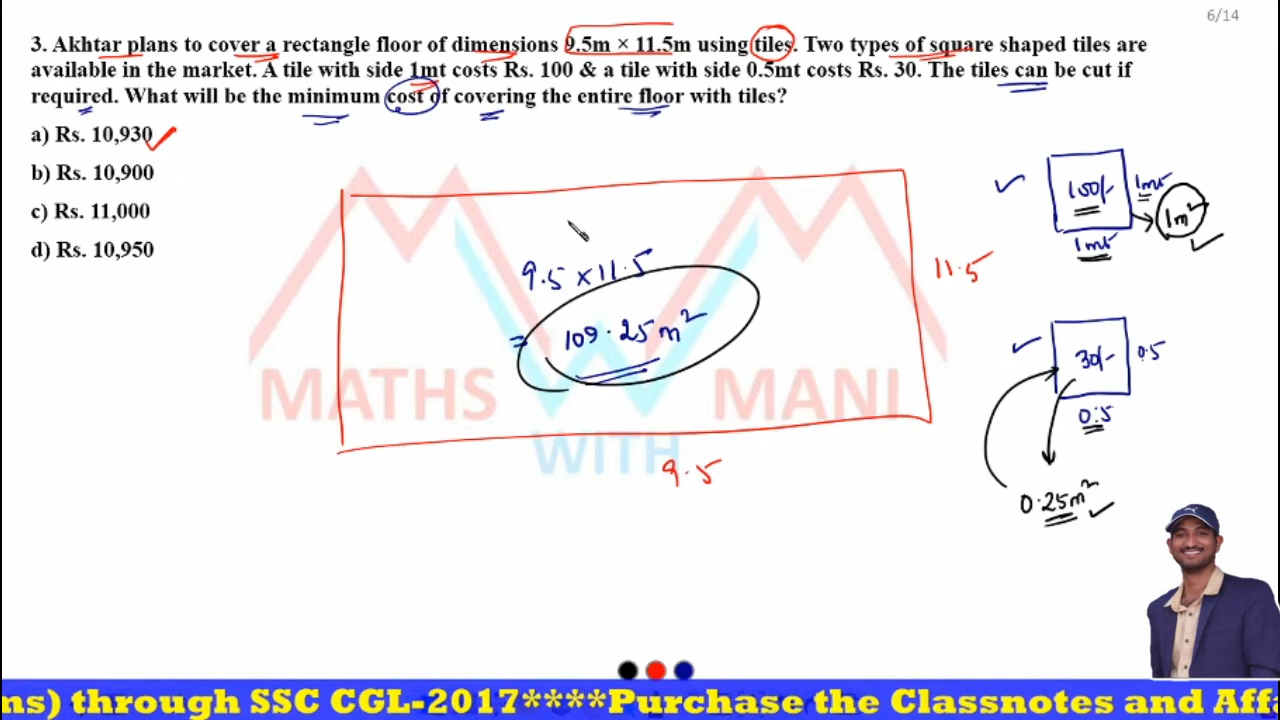 6/14
3. Akhtar plans to cover a rectangle floor of dimensions 9.5m × 11.5m using tiles. Two types of square shaped tiles are
available in the market. A tile with side 1mt costs Rs. 100 & a tile with side 0.5mt costs Rs. 30. The tiles can be cut if
required. What will be the minimum cost of covering the entire floor with tiles?
a) Rs. 10,930
b) Rs. 10,900
c) Rs. 11,000
d) Rs. 10,950
100/-
1mt
1m²
1mt
9.5 × 11.5
11.5
= 109.25 m²
30/-
0.5
0.5
MATHS
MANI
WITH
9.5
0.25m²
ns) through SSC CGL-2017****Purchase the Classnotes and Aff